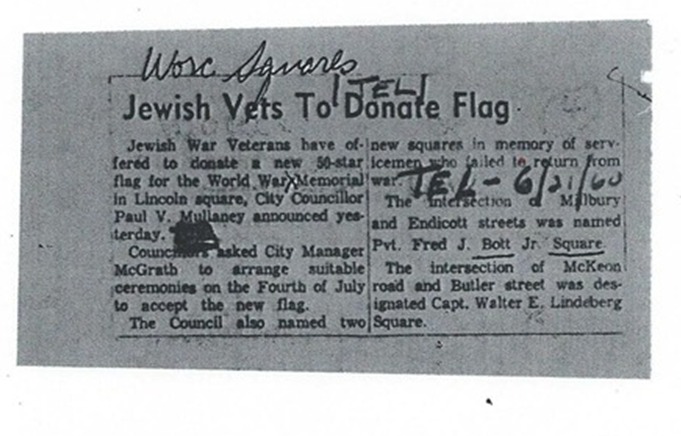 Worc Squares
TEL
Jewish Vets To Donate Flag
Jewish War Veterans have of-
fered to donate a new 50-star
flag for the World War Memorial
in Lincoln square, City Councillor
Paul V. Mullaney announced yes-
terday.
Councillors asked City Manager
McGrath to arrange suitable
ceremonies on the Fourth of July
to accept the new flag.
The Council also named two
new squares in memory of serv-
icemen who failed to return from
war. TEL - 6/21/60
The intersection of Millbury
and Endicott streets was named
Pvt. Fred J. Bott Jr. Square.
The intersection of McKeon
road and Butler street was des-
ignated Capt. Walter E. Lindeberg
Square.